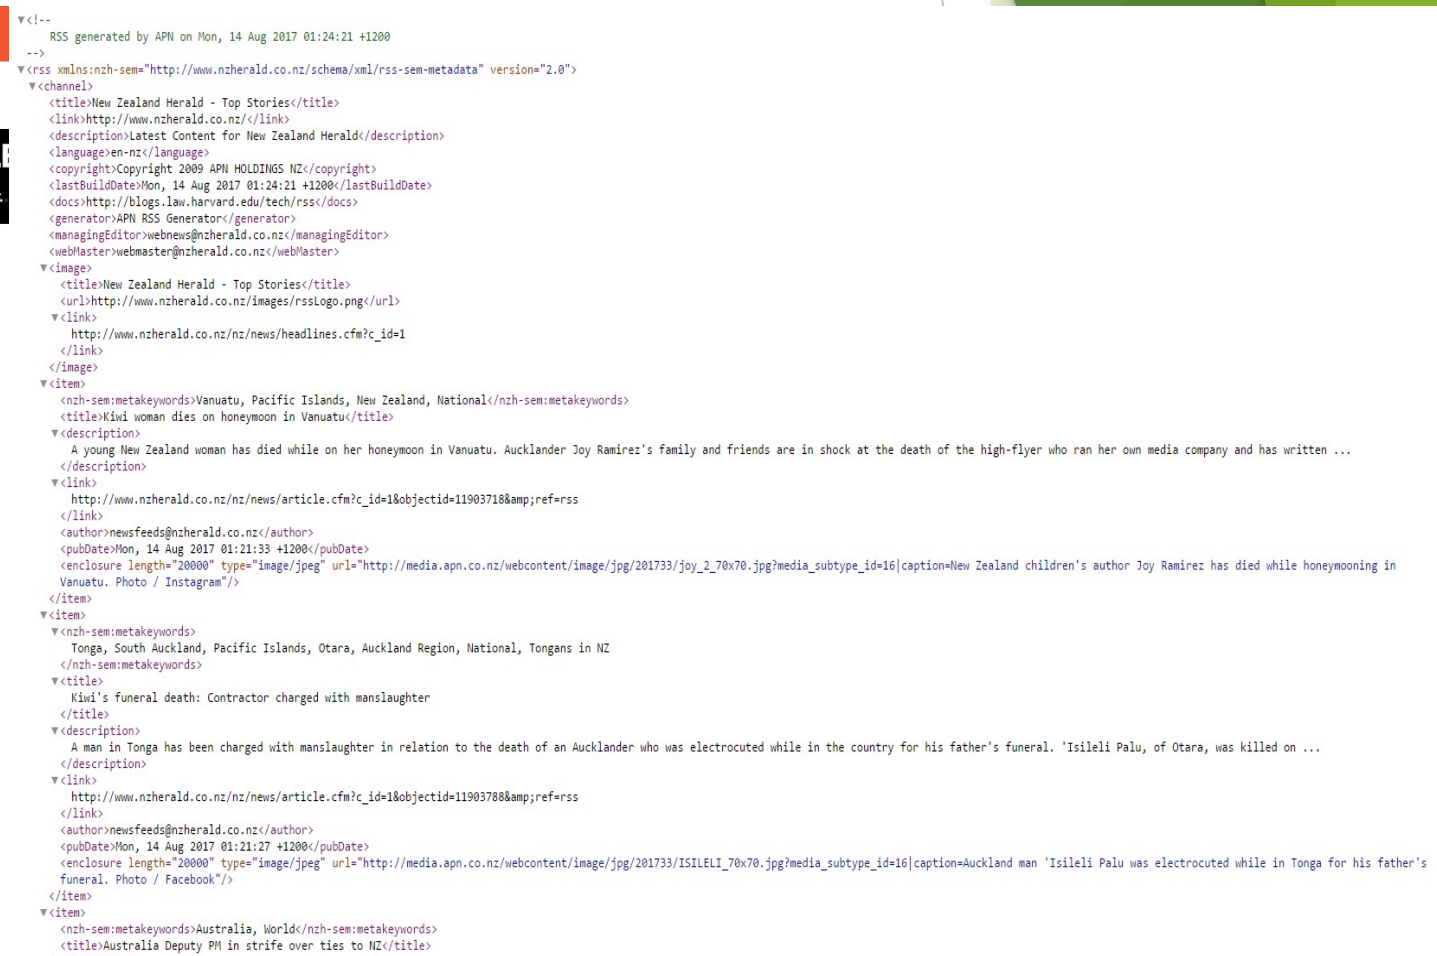 <!--
RSS generated by APN on Mon, 14 Aug 2017 01:24:21 +1200
-->
<rss xmlns:nzh-sem="http://www.nzherald.co.nz/schema/xml/rss-sem-metadata" version="2.0">
<channel>
<title>New Zealand Herald - Top Stories</title>
<link>http://www.nzherald.co.nz/</link>
<description>Latest Content for New Zealand Herald</description>
<language>en-nz</language>
<copyright>Copyright 2009 APN HOLDINGS NZ</copyright>
<lastBuildDate>Mon, 14 Aug 2017 01:24:21 +1200</lastBuildDate>
<docs>http://blogs.law.harvard.edu/tech/rss</docs>
<generator>APN RSS Generator</generator>
<managingEditor>webnews@nzherald.co.nz</managingEditor>
<webMaster>webmaster@nzherald.co.nz</webMaster>
<image>
<title>New Zealand Herald - Top Stories</title>
<url>http://www.nzherald.co.nz/images/rssLogo.png</url>
<link>
http://www.nzherald.co.nz/nz/news/headlines.cfm?c_id=1
</link>
</image>
<item>
<nzh-sem:metakeywords>Vanuatu, Pacific Islands, New Zealand, National</nzh-sem:metakeywords>
<title>Kiwi woman dies on honeymoon in Vanuatu</title>
<description>
A young New Zealand woman has died while on her honeymoon in Vanuatu. Aucklander Joy Ramirez's family and friends are in shock at the death of the high-flyer who ran her own media company and has written ...
</description>
<link>
http://www.nzherald.co.nz/nz/news/article.cfm?c_id=1&objectid=11903718&amp;ref=rss
</link>
<author>newsfeeds@nzherald.co.nz</author>
<pubDate>Mon, 14 Aug 2017 01:21:33 +1200</pubDate>
<enclosure length="20000" type="image/jpeg" url="http://media.apn.co.nz/webcontent/image/jpg/201733/joy_2_70x70.jpg?media_subtype_id=16|caption=New Zealand children's author Joy Ramirez has died while honeymooning in
Vanuatu. Photo / Instagram"/>
</item>
<item>
<nzh-sem:metakeywords>
Tonga, South Auckland, Pacific Islands, Otara, Auckland Region, National, Tongans in NZ
</nzh-sem:metakeywords>
<title>
Kiwi's funeral death: Contractor charged with manslaughter
</title>
<description>
A man in Tonga has been charged with manslaughter in relation to the death of an Aucklander who was electrocuted while in the country for his father's funeral. 'Isileli Palu, of Otara, was killed on ...
</description>
<link>
http://www.nzherald.co.nz/nz/news/article.cfm?c_id=1&objectid=11903788&amp;ref=rss
</link>
<author>newsfeeds@nzherald.co.nz</author>
<pubDate>Mon, 14 Aug 2017 01:21:27 +1200</pubDate>
<enclosure length="20000" type="image/jpeg" url="http://media.apn.co.nz/webcontent/image/jpg/201733/ISILELI_70x70.jpg?media_subtype_id=16|caption=Auckland man 'Isileli Palu was electrocuted while in Tonga for his father's
funeral. Photo / Facebook"/>
</item>
<item>
<nzh-sem:metakeywords>Australia, World</nzh-sem:metakeywords>
<title>Australia Deputy PM in strife over ties to NZ</title>